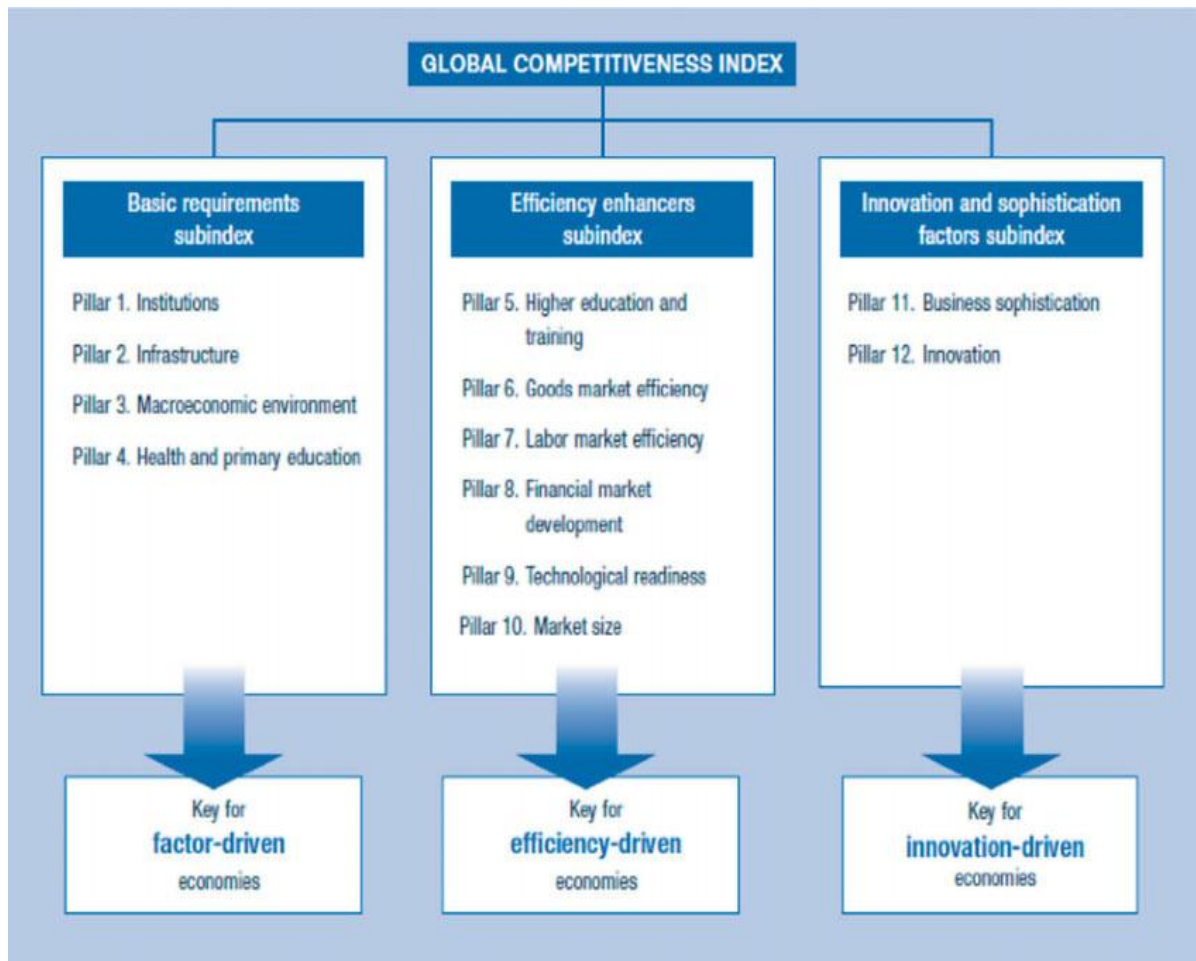 GLOBAL COMPETITIVENESS INDEX
Basic requirements
subindex
Pillar 1. Institutions
Pillar 2. Infrastructure
Pillar 3. Macroeconomic environment
Pillar 4. Health and primary education
Key for
factor-driven
economies
Efficiency enhancers
subindex
Pillar 5. Higher education and
training
Pillar 6. Goods market efficiency
Pillar 7. Labor market efficiency
Pillar 8. Financial market
development
Pillar 9. Technological readiness
Pillar 10. Market size
Key for
efficiency-driven
economies
Innovation and sophistication
factors subindex
Pillar 11. Business sophistication
Pillar 12. Innovation
Key for
innovation-driven
economies